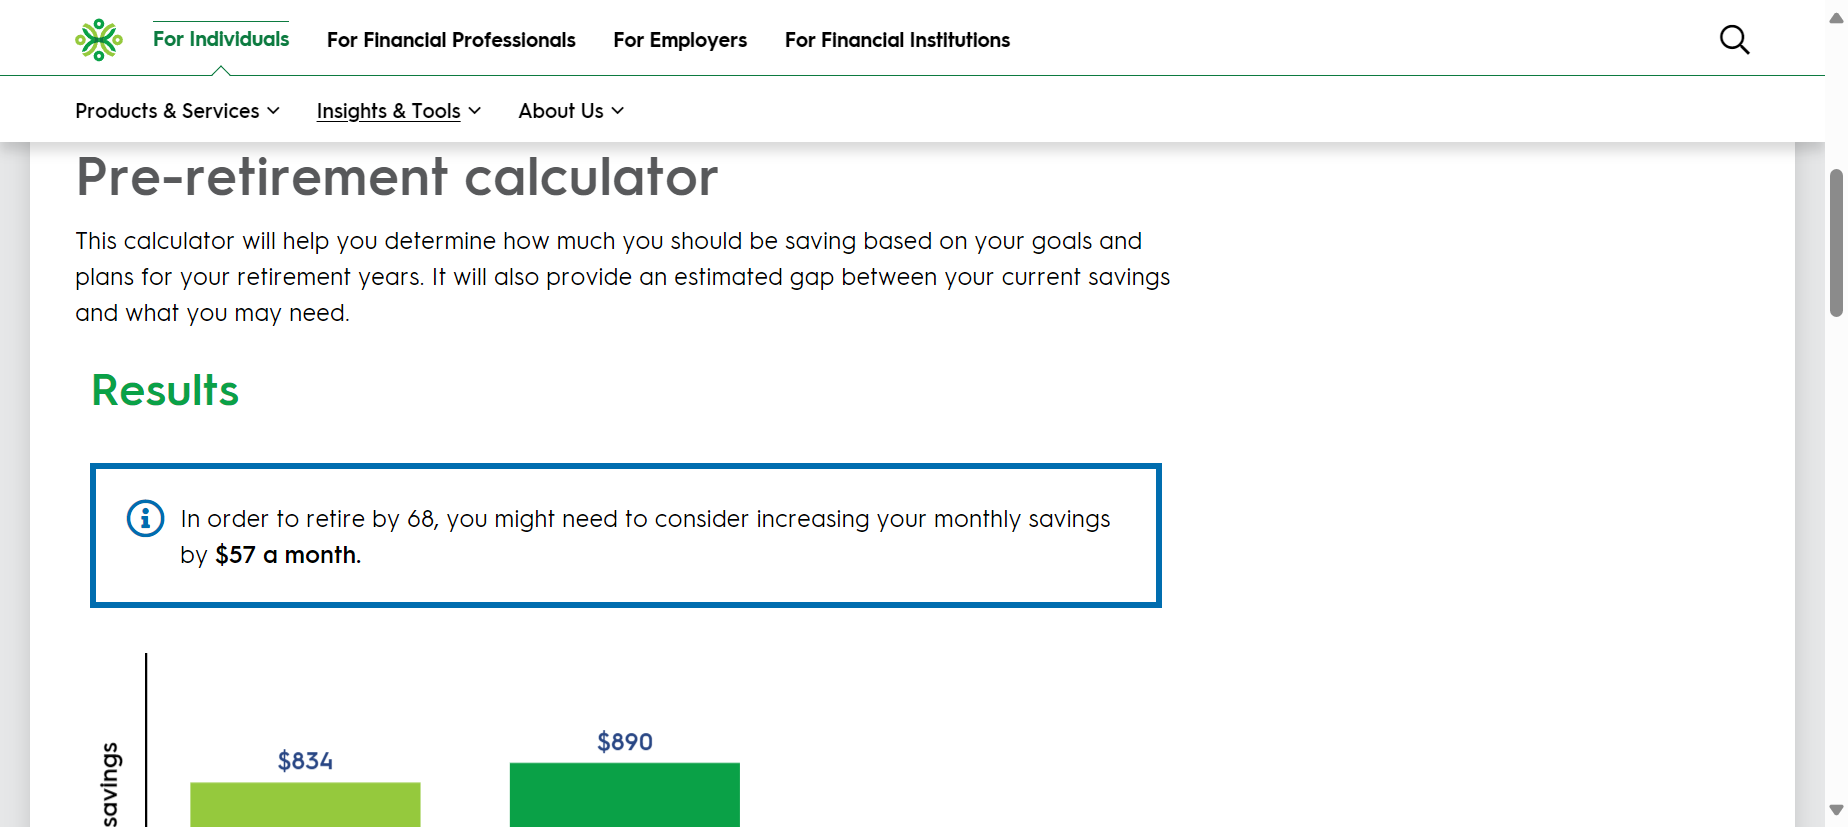 For Individuals For Financial Professionals For Employers For Financial Institutions
Products & Services Insights & Tools About Us
Pre-retirement calculator
This calculator will help you determine how much you should be saving based on your goals and
plans for your retirement years. It will also provide an estimated gap between your current savings
and what you may need.
Results
In order to retire by 68, you might need to consider increasing your monthly savings
by $57 a month.
$834
$890
savings